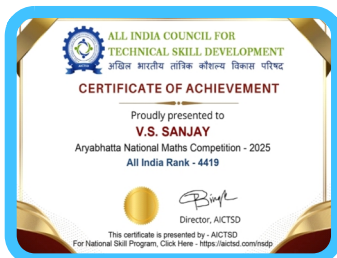 ALL INDIA COUNCIL FOR
TECHNICAL SKILL DEVELOPMENT
अखिल भारतीय तांत्रिक कौशल्य विकास परिषद
CERTIFICATE OF ACHIEVEMENT
Proudly presented to
V.S. SANJAY
Aryabhatta National Maths Competition - 2025
All India Rank - 4419
Director, AICTSD
This certificate is presented by - AICTSD
For National Skill Program, Click Here - https://aictsd.com/nsdp